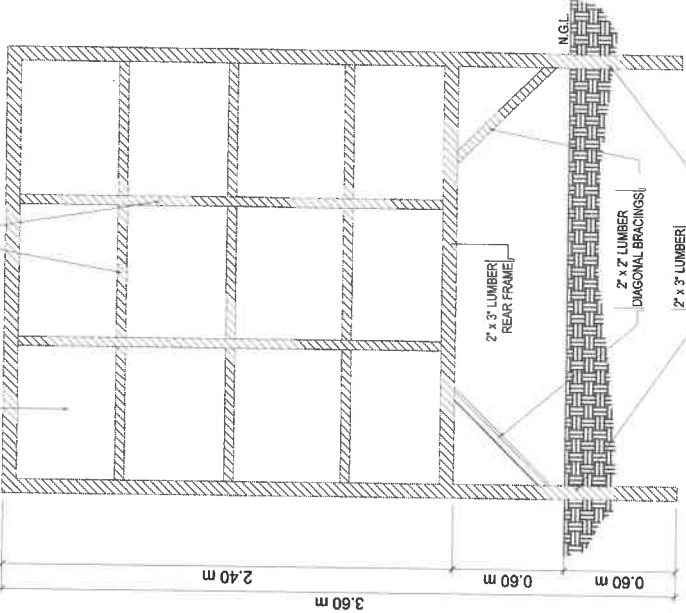 N.G.L.
2" x 3" LUMBER
REAR FRAME
2" x 2" LUMBER
DIAGONAL BRACINGS
2" x 3" LUMBER
2.40 m
3.60 m
0.60 m
0.60 m